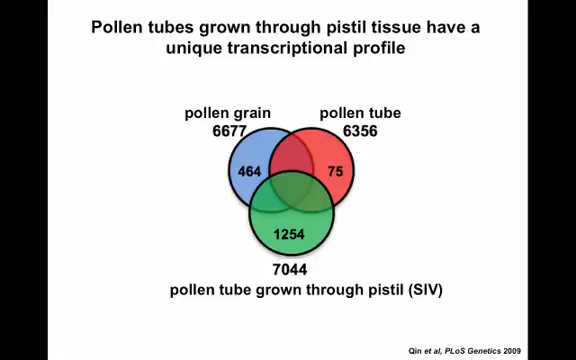 Pollen tubes grown through pistil tissue have a
unique transcriptional profile
pollen grain
6677
pollen tube
6356
464
75
1254
7044
pollen tube grown through pistil (SIV)
Qin et al, PLoS Genetics 2009